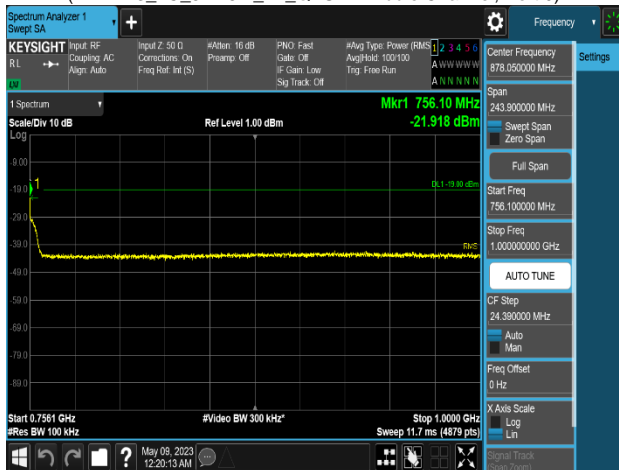 Spectrum Analyzer 1
Swept SA
+
Frequency
KEYSIGHT
RL
Input: RF
Coupling: AC
Align: Auto
Input Z: 50 Ω
Corrections: On
Freq Ref: Int (S)
#Atten: 16 dB
Preamp: Off
PNO: Fast
Gate: Off
IF Gain: Low
Sig Track: Off
#Avg Type: Power (RMS
Avg|Hold: 100/100
Trig: Free Run
1 2 3 4 5 6
A W W W W W
A N N N N N
1 Spectrum
Scale/Div 10 dB
Ref Level 1.00 dBm
Mkr1 756.10 MHz
-21.918 dBm
Log
-9.00
-19.0
-29.0
-39.0
-49.0
-59.0
-69.0
-79.0
-89.0
1
DL1 -19.00 dBm
RMS
Start 0.7561 GHz
#Res BW 100 kHz
#Video BW 300 kHz*
Stop 1.0000 GHz
Sweep 11.7 ms (4879 pts)
Center Frequency
878.050000 MHz
Settings
Span
243.900000 MHz
Swept Span
Zero Span
Full Span
Start Freq
756.100000 MHz
Stop Freq
1.000000000 GHz
AUTO TUNE
CF Step
24.390000 MHz
Auto
Man
Freq Offset
0 Hz
X Axis Scale
Log
Lin
Signal Track
(Span Zoom)
?
May 09, 2023
12:20:13 AM